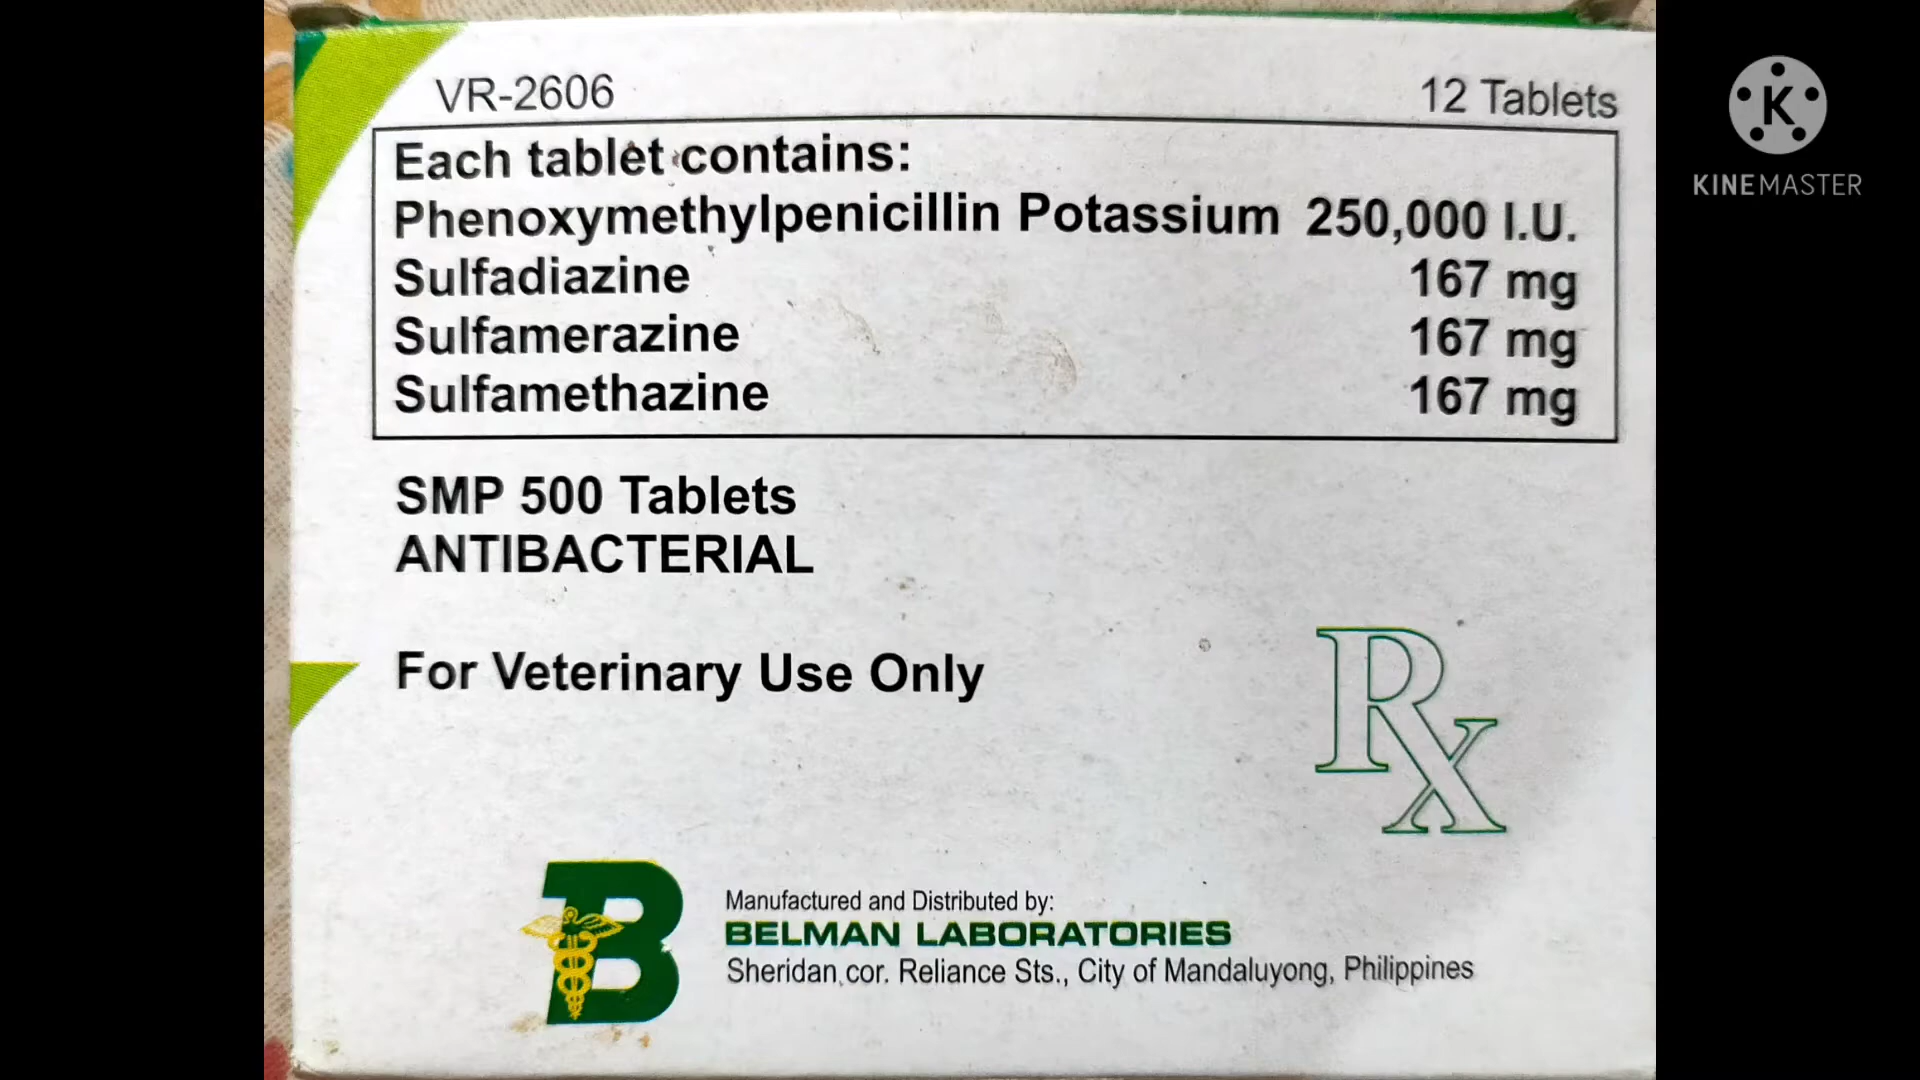 VR-2606
12 Tablets
Each tablet contains:
Phenoxymethylpenicillin Potassium 250,000 I.U.
Sulfadiazine 167 mg
Sulfamerazine 167 mg
Sulfamethazine 167 mg
SMP 500 Tablets
ANTIBACTERIAL
For Veterinary Use Only
Rx
B
Manufactured and Distributed by:
BELMAN LABORATORIES
Sheridan cor. Reliance Sts., City of Mandaluyong, Philippines
K
KINEMASTER